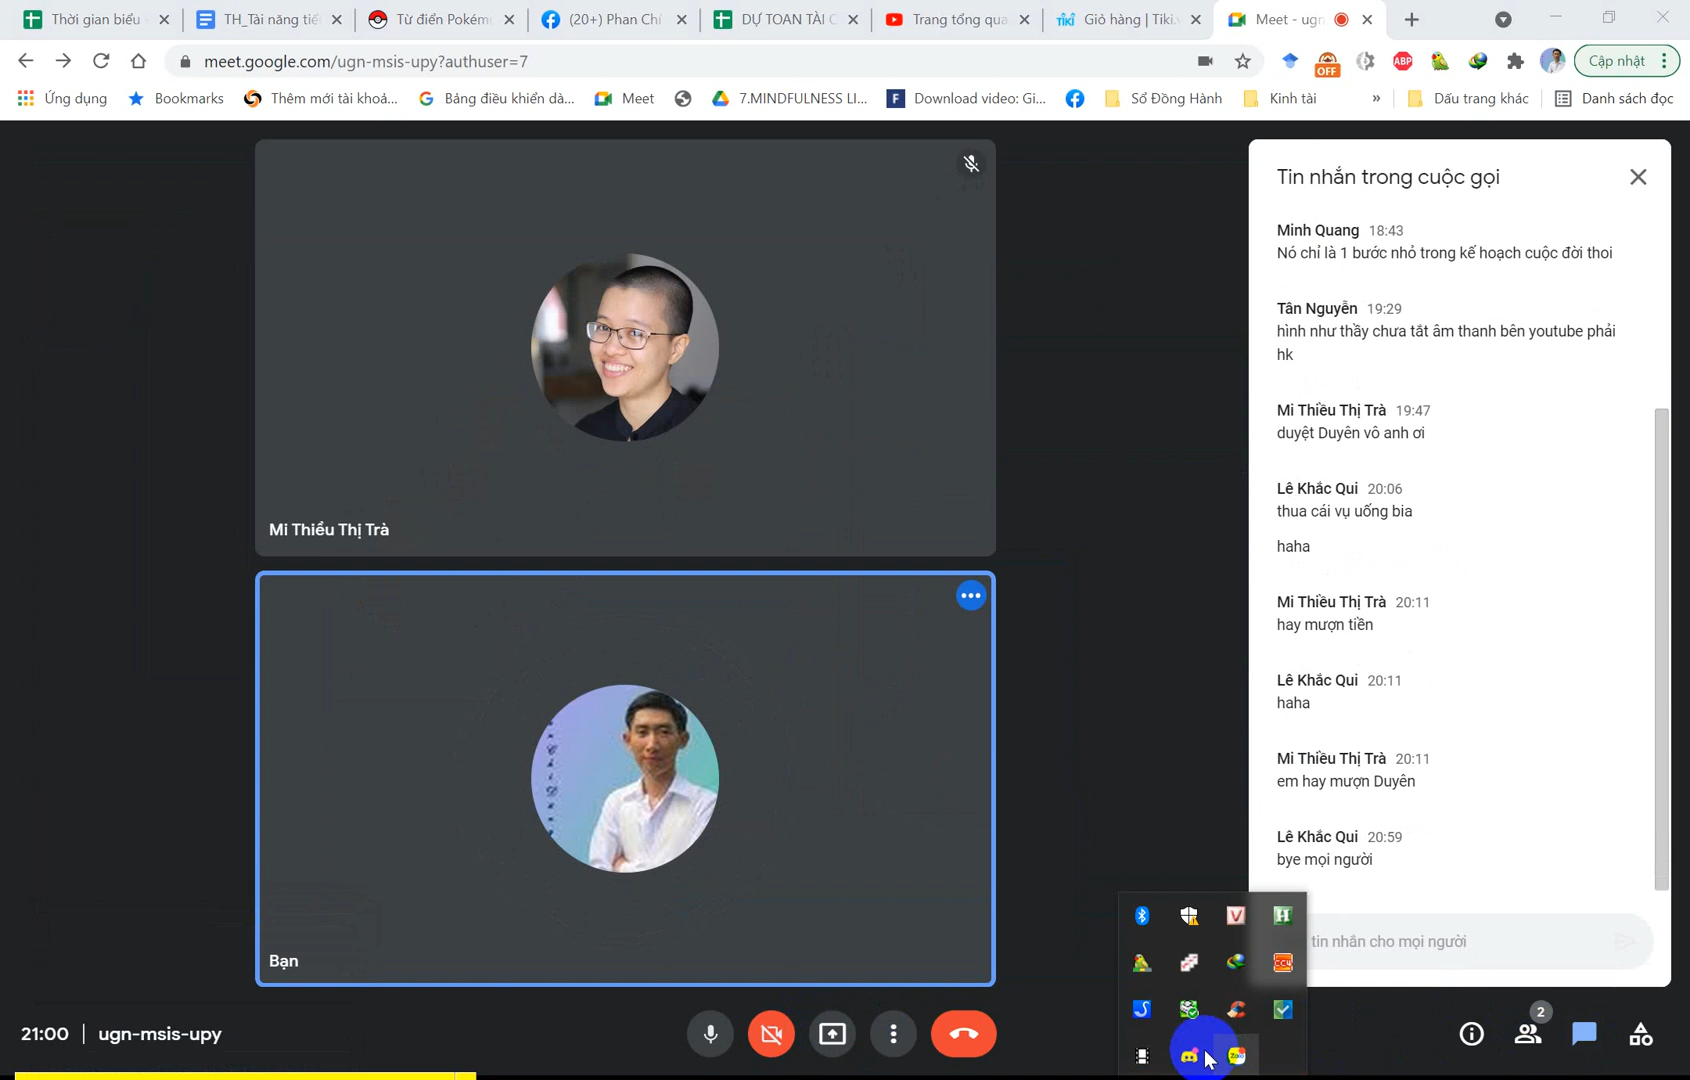 Thời gian biểu
TH_Tài năng tiế
Từ điển Pokém
(20+) Phan Chí
DỰ TOAN TÀI C
Trang tổng qua
Giỏ hàng | Tiki.v
Meet - ugn
meet.google.com/ugn-msis-upy?authuser=7
OFF
ABP
Cập nhật
Ứng dụng
Bookmarks
Thêm mới tài khoả...
Bảng điều khiển dà...
Meet
7.MINDFULNESS LI...
Download video: Gi...
Sổ Đồng Hành
Kinh tài
»
Dấu trang khác
Danh sách đọc
Mi Thiều Thị Trà
Bạn
Tin nhắn trong cuộc gọi
Minh Quang 18:43
Nó chỉ là 1 bước nhỏ trong kế hoạch cuộc đời thoi
Tân Nguyễn 19:29
hình như thầy chưa tât âm thanh bên youtube phải
hk
Mi Thiều Thị Trà 19:47
duyệt Duyên vô anh ơi
Lê Khắc Qui 20:06
thua cái vụ uống bia
haha
Mi Thiều Thị Trà 20:11
hay mượn tiền
Lê Khắc Qui 20:11
haha
Mi Thiều Thị Trà 20:11
em hay mượn Duyên
Lê Khắc Qui 20:59
bye mọi người
tin nhắn cho mọi người
21:00 | ugn-msis-upy
2